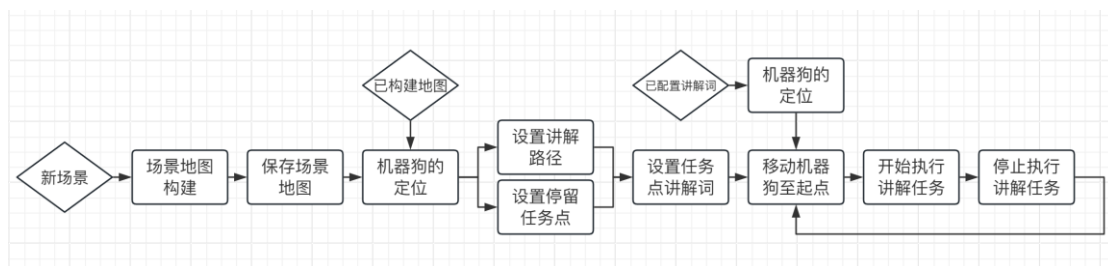 已构建地图
已配置讲解词
机器狗的
定位
新场景
场景地图
构建
保存场景
地图
机器狗的
定位
设置讲解
路径
设置停留
任务点
设置任务
点讲解词
移动机器
狗至起点
开始执行
讲解任务
停止执行
讲解任务